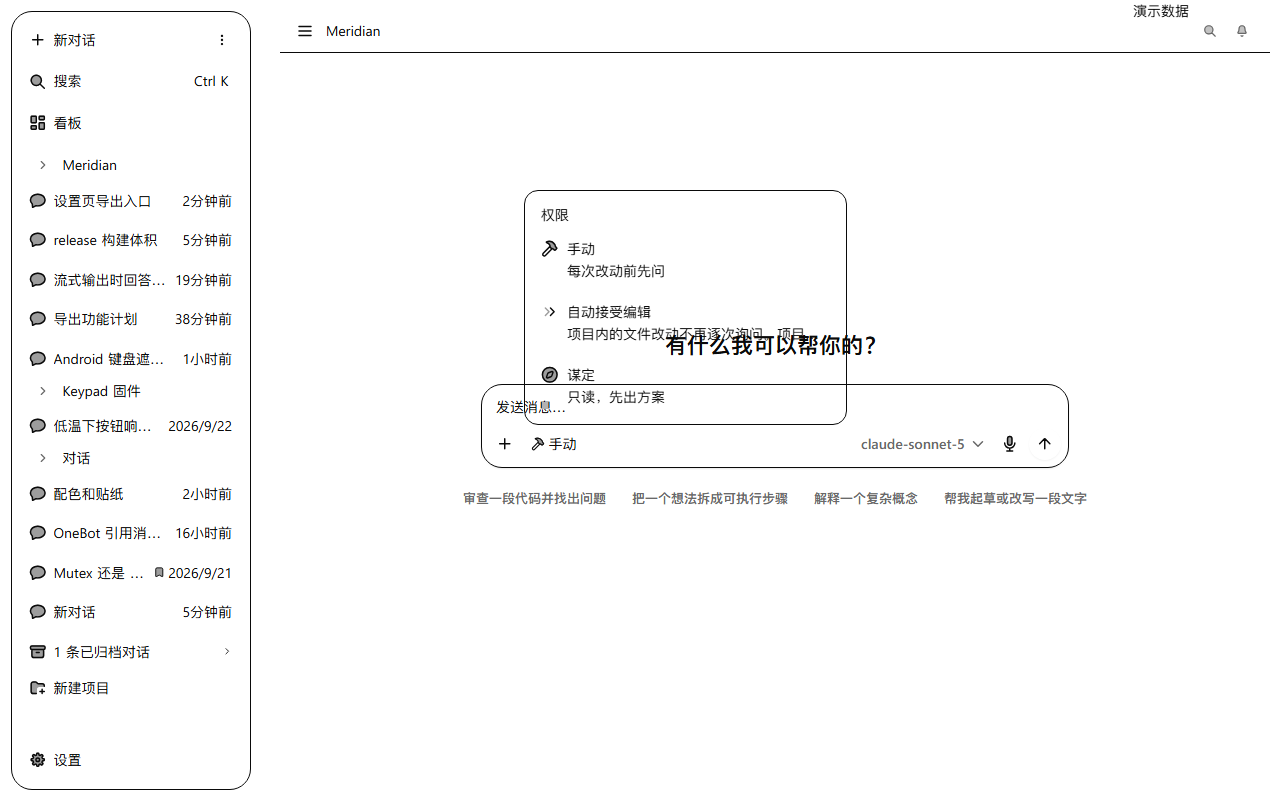 新对话
搜索 Ctrl K
看板
Meridian
设置页导出入口 2分钟前
release 构建体积 5分钟前
流式输出时回答… 19分钟前
导出功能计划 38分钟前
Android 键盘遮… 1小时前
Keypad 固件
低温下按钮响… 2026/9/22
对话
配色和贴纸 2小时前
OneBot 引用消… 16小时前
Mutex 还是 … 2026/9/21
新对话 5分钟前
1 条已归档对话
新建项目
设置
Meridian
演示数据
权限
手动
每次改动前先问
自动接受编辑
项目内的文件改动不再逐次询问，项目
有什么我可以帮你的？
谋定
只读，先出方案
发送消息…
手动
claude-sonnet-5
审查一段代码并找出问题 把一个想法拆成可执行步骤 解释一个复杂概念 帮我起草或改写一段文字